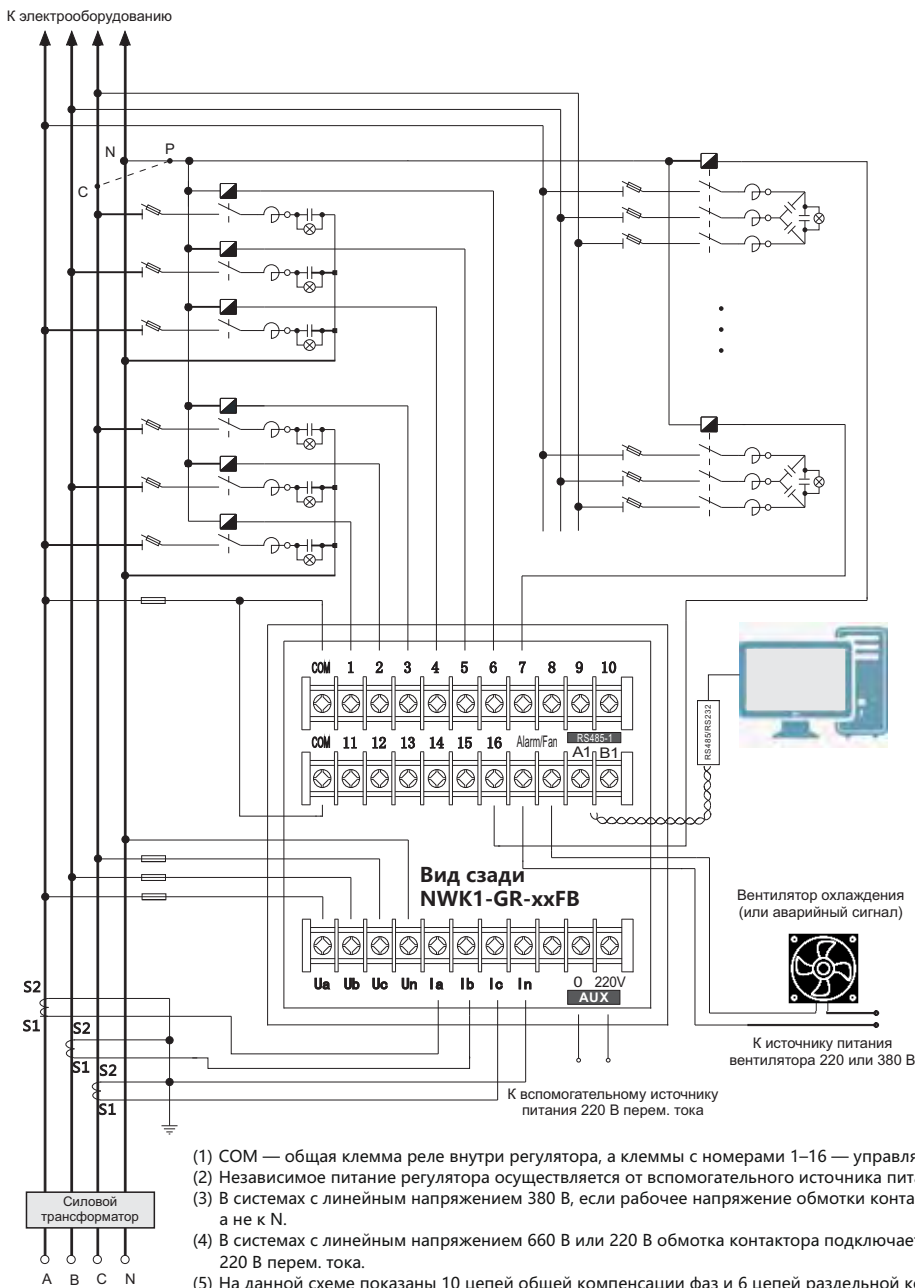 К электрооборудованию
N
P
C
COM 1 2 3 4 5 6 7 8 9 10
COM 11 12 13 14 15 16 Alarm/Fan RS485-1
A1 B1
RS485/RS232
Вид сзади
NWK1-GR-xxFB
Вентилятор охлаждения
(или аварийный сигнал)
Ua Ub Uc Un Ia Ib Ic In 0 220V
AUX
S2
S1
S2
S1
S2
S1
К источнику питания
вентилятора 220 или 380 В
К вспомогательному источнику
питания 220 В перем. тока
Силовой
трансформатор
A B C N
(1) COM — общая клемма реле внутри регулятора, а клеммы с номерами 1–16 — управля
(2) Независимое питание регулятора осуществляется от вспомогательного источника пита
(3) В системах с линейным напряжением 380 В, если рабочее напряжение обмотки конта
а не к N.
(4) В системах с линейным напряжением 660 В или 220 В обмотка контактора подключает
220 В перем. тока.
(5) На данной схеме показаны 10 цепей общей компенсации фаз и 6 цепей раздельной к